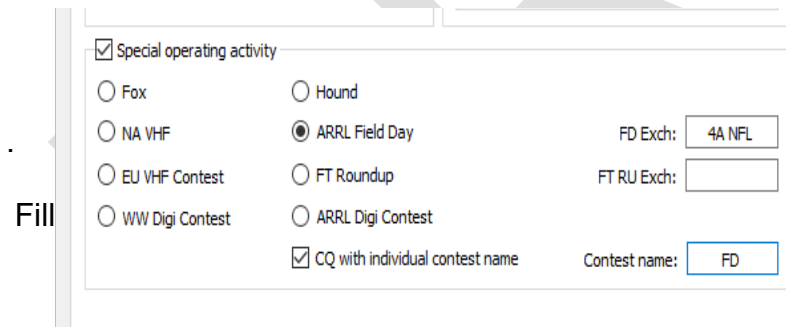 Special operating activity
Fox Hound
NA VHF ARRL Field Day FD Exch: 4A NFL
.
EU VHF Contest FT Roundup FT RU Exch:
Fill
WW Digi Contest ARRL Digi Contest
CQ with individual contest name Contest name: FD